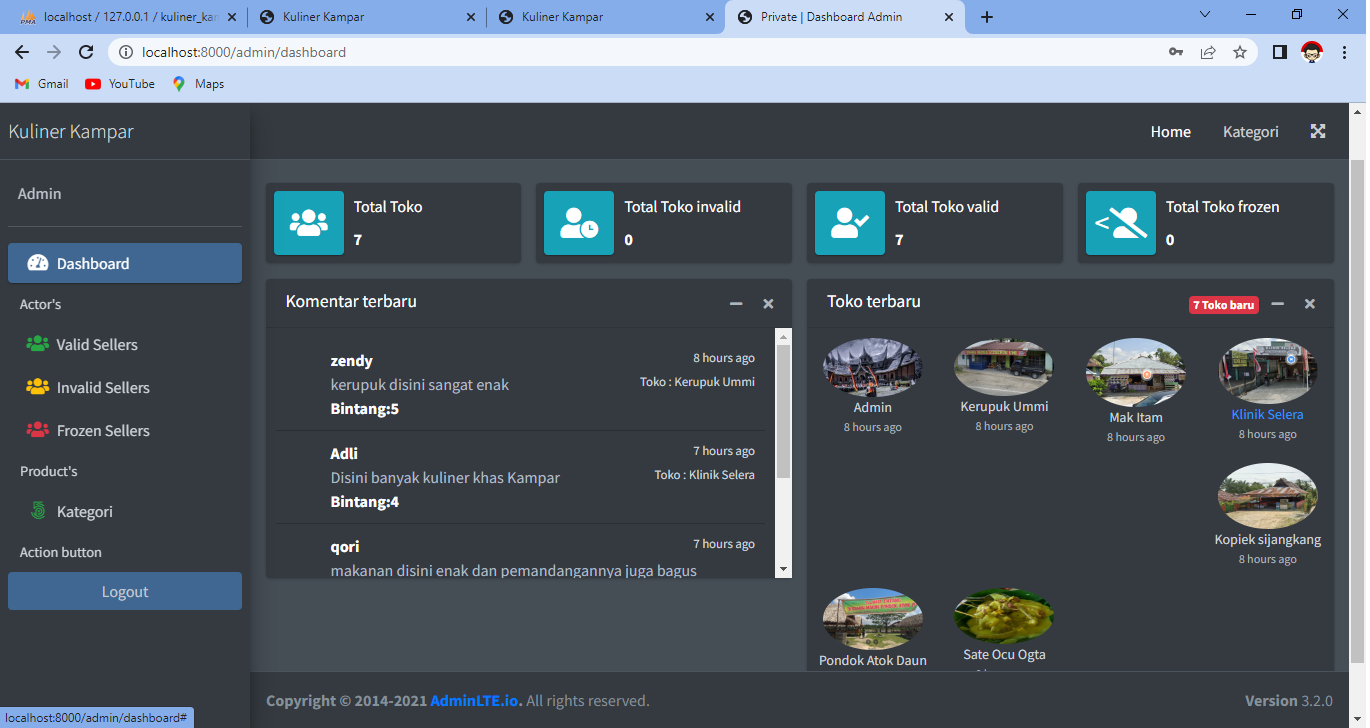 localhost / 127.0.0.1 / kuliner_kan
Kuliner Kampar
Kuliner Kampar
Private | Dashboard Admin
localhost:8000/admin/dashboard
Gmail
YouTube
Maps
Kuliner Kampar
Home
Kategori
Admin
Dashboard
Actor's
Valid Sellers
Invalid Sellers
Frozen Sellers
Product's
Kategori
Action button
Logout
Total Toko
7
Total Toko invalid
0
Total Toko valid
7
Total Toko frozen
0
Komentar terbaru
zendy
8 hours ago
kerupuk disini sangat enak
Toko : Kerupuk Ummi
Bintang:5
Adli
7 hours ago
Disini banyak kuliner khas Kampar
Toko : Klinik Selera
Bintang:4
qori
7 hours ago
makanan disini enak dan pemandangannya juga bagus
Toko terbaru
7 Toko baru
Admin
8 hours ago
Kerupuk Ummi
8 hours ago
Mak Itam
8 hours ago
Klinik Selera
8 hours ago
Kopiek sijangkang
8 hours ago
Pondok Atok Daun
Sate Ocu Ogta
Copyright © 2014-2021 AdminLTE.io. All rights reserved.
Version 3.2.0
localhost:8000/admin/dashboard#